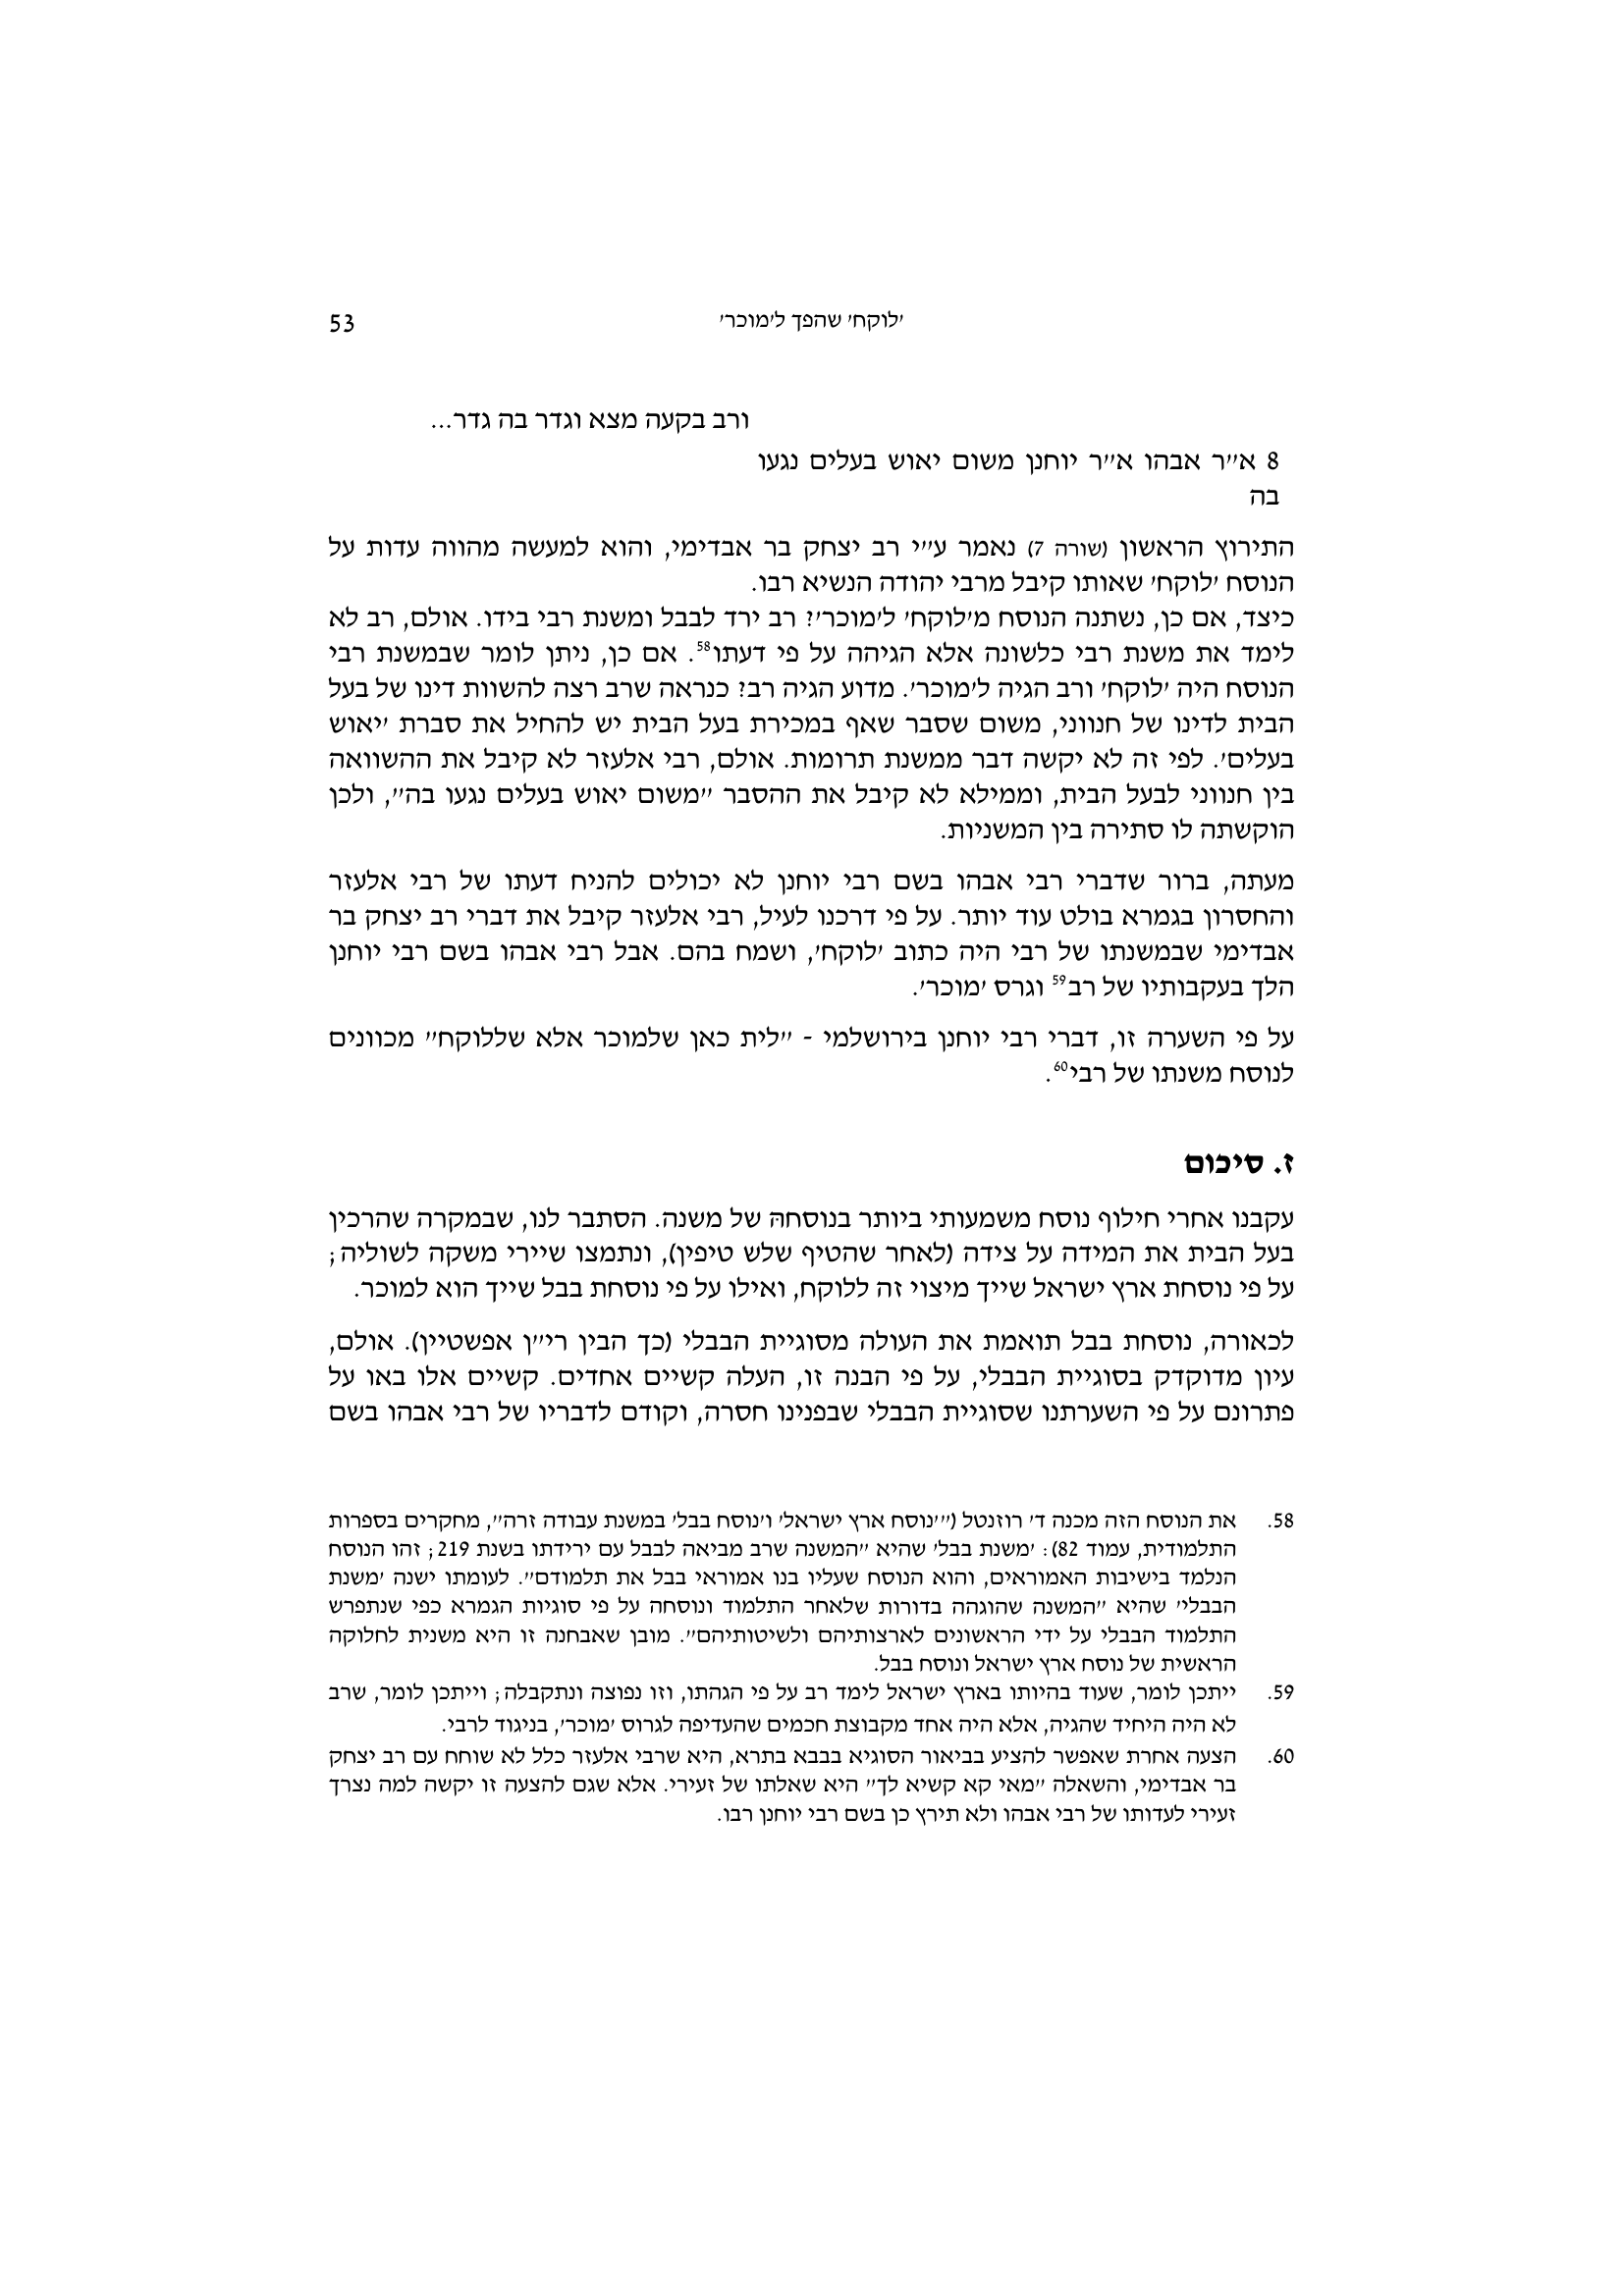 'לוקח' שהפך ל'מוכר'
53
ורב בקעה מצא וגדר בה גדר...
8 א"ר אבהו א"ר יוחנן משום יאוש בעלים נגעו
בה
התירוץ הראשון (שורה 7) נאמר ע"י רב יצחק בר אבדימי, והוא למעשה מהווה עדות על
הנוסח 'לוקח' שאותו קיבל מרבי יהודה הנשיא רבו.
כיצד, אם כן, נשתנה הנוסח מ'לוקח' ל'מוכר'? רב ירד לבבל ומשנת רבי בידו. אולם, רב לא
לימד את משנת רבי כלשונה אלא הגיהה על פי דעתו58. אם כן, ניתן לומר שבמשנת רבי
הנוסח היה 'לוקח' ורב הגיה ל'מוכר'. מדוע הגיה רב? כנראה שרב רצה להשוות דינו של בעל
הבית לדינו של חנווני, משום שסבר שאף במכירת בעל הבית יש להחיל את סברת 'יאוש
בעלים'. לפי זה לא יקשה דבר ממשנת תרומות. אולם, רבי אלעזר לא קיבל את ההשוואה
בין חנווני לבעל הבית, וממילא לא קיבל את ההסבר "משום יאוש בעלים נגעו בה", ולכן
הוקשתה לו סתירה בין המשניות.
מעתה, ברור שדברי רבי אבהו בשם רבי יוחנן לא יכולים להניח דעתו של רבי אלעזר
והחסרון בגמרא בולט עוד יותר. על פי דרכנו לעיל, רבי אלעזר קיבל את דברי רב יצחק בר
אבדימי שבמשנתו של רבי היה כתוב 'לוקח', ושמח בהם. אבל רבי אבהו בשם רבי יוחנן
הלך בעקבותיו של רב59 וגרס 'מוכר'.
על פי השערה זו, דברי רבי יוחנן בירושלמי - "לית כאן שלמוכר אלא שללוקח" מכוונים
לנוסח משנתו של רבי60.
ז. סיכום
עקבנו אחרי חילוף נוסח משמעותי ביותר בנוסחהּ של משנה. הסתבר לנו, שבמקרה שהרכין
בעל הבית את המידה על צידה (לאחר שהטיף שלש טיפין), ונתמצו שיירי משקה לשוליה;
על פי נוסחת ארץ ישראל שייך מיצוי זה ללוקח, ואילו על פי נוסחת בבל שייך הוא למוכר.
לכאורה, נוסחת בבל תואמת את העולה מסוגיית הבבלי (כך הבין רי"ן אפשטיין). אולם,
עיון מדוקדק בסוגיית הבבלי, על פי הבנה זו, העלה קשיים אחדים. קשיים אלו באו על
פתרונם על פי השערתנו שסוגיית הבבלי שבפנינו חסרה, וקודם לדבריו של רבי אבהו בשם
58. את הנוסח הזה מכנה ד' רוזנטל ("'נוסח ארץ ישראל' ו'נוסח בבל' במשנת עבודה זרה", מחקרים בספרות
התלמודית, עמוד 82): 'משנת בבל' שהיא "המשנה שרב מביאה לבבל עם ירידתו בשנת 219; זהו הנוסח
הנלמד בישיבות האמוראים, והוא הנוסח שעליו בנו אמוראי בבל את תלמודם". לעומתו ישנה 'משנת
הבבלי' שהיא "המשנה שהוגהה בדורות שלאחר התלמוד ונוסחה על פי סוגיות הגמרא כפי שנתפרש
התלמוד הבבלי על ידי הראשונים לארצותיהם ולשיטותיהם". מובן שאבחנה זו היא משנית לחלוקה
הראשית של נוסח ארץ ישראל ונוסח בבל.
59. ייתכן לומר, שעוד בהיותו בארץ ישראל לימד רב על פי הגהתו, וזו נפוצה ונתקבלה; וייתכן לומר, שרב
לא היה היחיד שהגיה, אלא היה אחד מקבוצת חכמים שהעדיפה לגרוס 'מוכר', בניגוד לרבי.
60. הצעה אחרת שאפשר להציע בביאור הסוגיא בבבא בתרא, היא שרבי אלעזר כלל לא שוחח עם רב יצחק
בר אבדימי, והשאלה "מאי קא קשיא לך" היא שאלתו של זעירי. אלא שגם להצעה זו יקשה למה נצרך
זעירי לעדותו של רבי אבהו ולא תירץ כן בשם רבי יוחנן רבו.